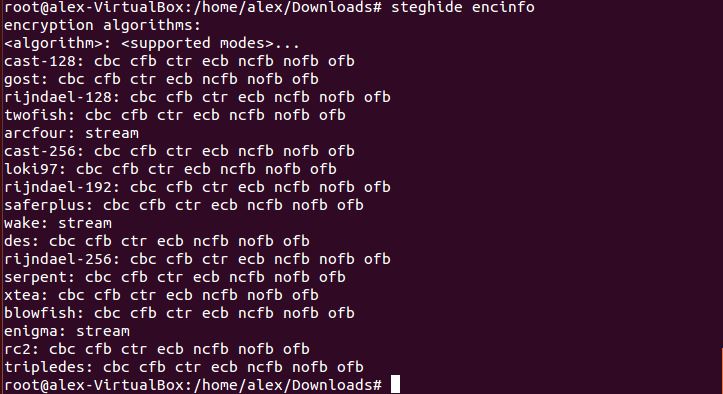 root@alex-VirtualBox:/home/alex/Downloads# steghide encinfo
encryption algorithms:
<algorithm>: <supported modes>...
cast-128: cbc cfb ctr ecb ncfb nofb ofb
gost: cbc cfb ctr ecb ncfb nofb ofb
rijndael-128: cbc cfb ctr ecb ncfb nofb ofb
twofish: cbc cfb ctr ecb ncfb nofb ofb
arcfour: stream
cast-256: cbc cfb ctr ecb ncfb nofb ofb
loki97: cbc cfb ctr ecb ncfb nofb ofb
rijndael-192: cbc cfb ctr ecb ncfb nofb ofb
saferplus: cbc cfb ctr ecb ncfb nofb ofb
wake: stream
des: cbc cfb ctr ecb ncfb nofb ofb
rijndael-256: cbc cfb ctr ecb ncfb nofb ofb
serpent: cbc cfb ctr ecb ncfb nofb ofb
xtea: cbc cfb ctr ecb ncfb nofb ofb
blowfish: cbc cfb ctr ecb ncfb nofb ofb
enigma: stream
rc2: cbc cfb ctr ecb ncfb nofb ofb
tripledes: cbc cfb ctr ecb ncfb nofb ofb
root@alex-VirtualBox:/home/alex/Downloads#